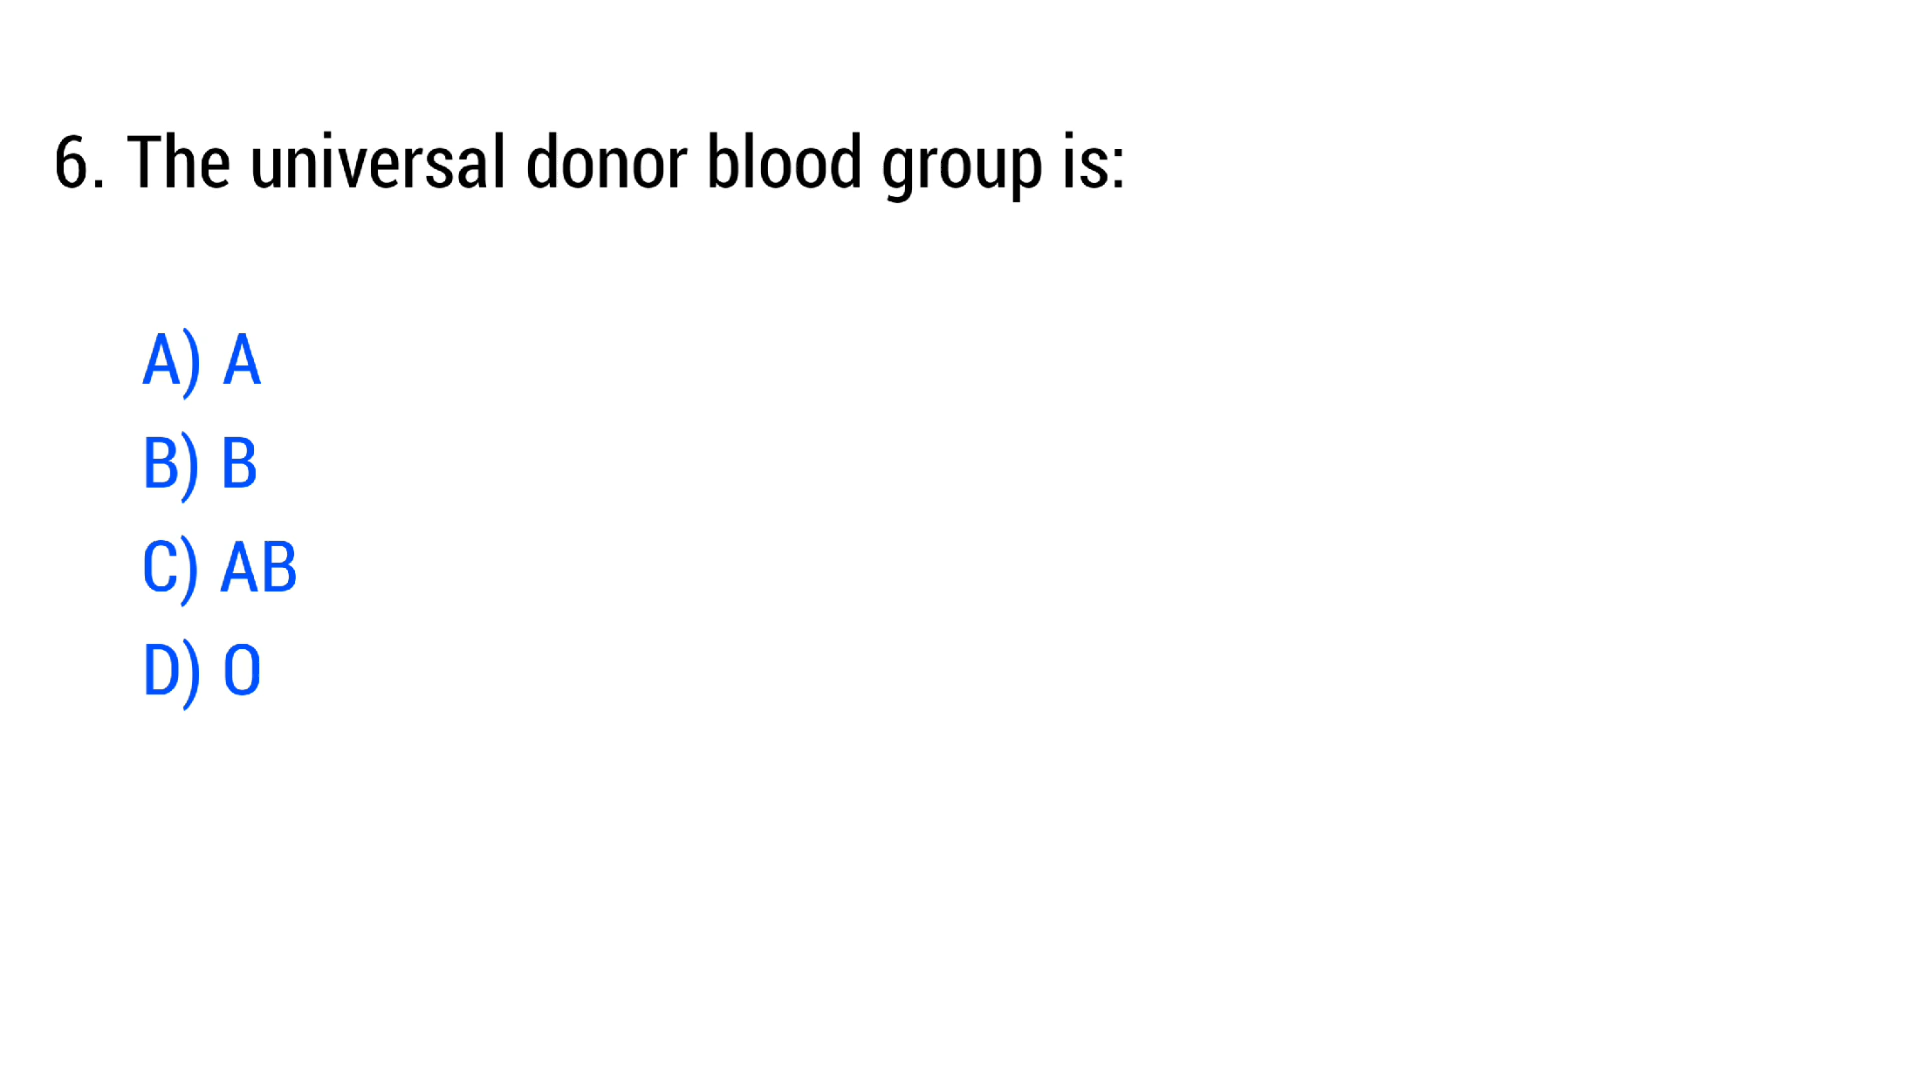 6. The universal donor blood group is:
A) A
B) B
C) AB
D) O